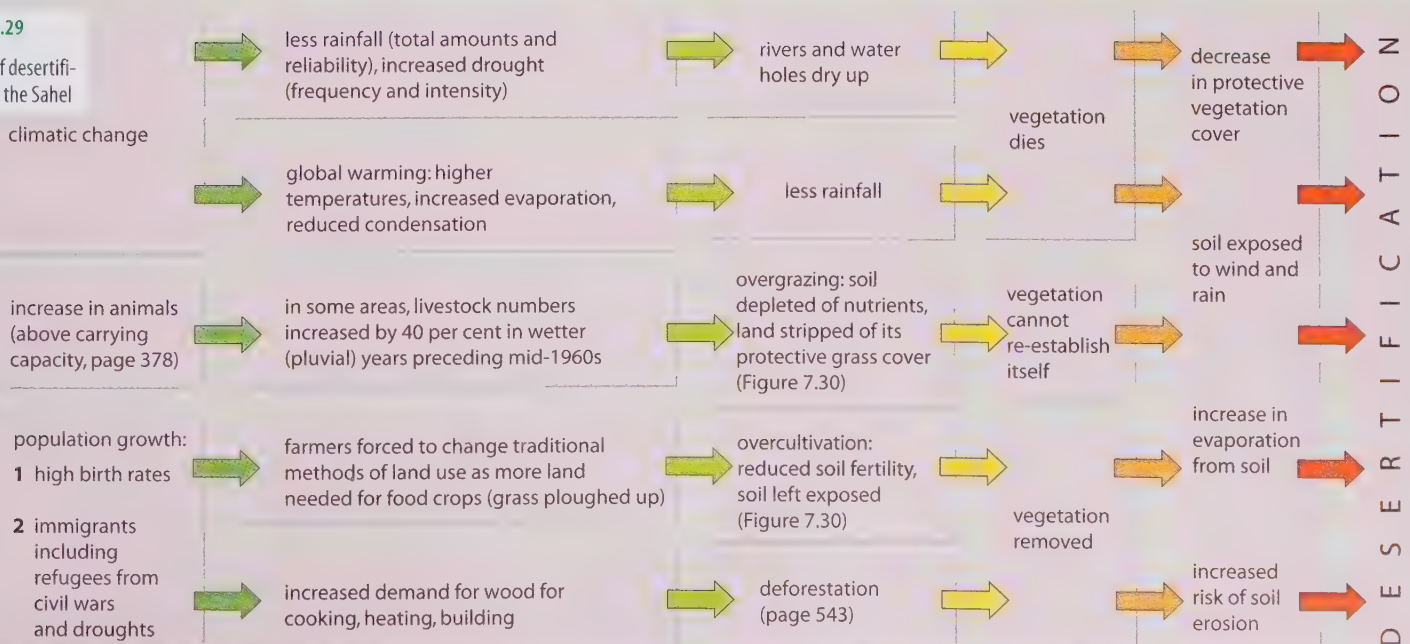 .29
f desertifi-
the Sahel
climatic change
less rainfall (total amounts and
reliability), increased drought
(frequency and intensity)
rivers and water
holes dry up
global warming: higher
temperatures, increased evaporation,
reduced condensation
less rainfall
vegetation
dies
decrease
in protective
vegetation
cover
increase in animals
(above carrying
capacity, page 378)
in some areas, livestock numbers
increased by 40 per cent in wetter
(pluvial) years preceding mid-1960s
overgrazing: soil
depleted of nutrients,
land stripped of its
protective grass cover
(Figure 7.30)
vegetation
cannot
re-establish
itself
soil exposed
to wind and
rain
population growth:
1 high birth rates
2 immigrants
including
refugees from
civil wars
and droughts
farmers forced to change traditional
methods of land use as more land
needed for food crops (grass ploughed up)
overcultivation:
reduced soil fertility,
soil left exposed
(Figure 7.30)
increased demand for wood for
cooking, heating, building
deforestation
(page 543)
vegetation
removed
increase in
evaporation
from soil
increased
risk of soil
erosion
DESERTIFICATION